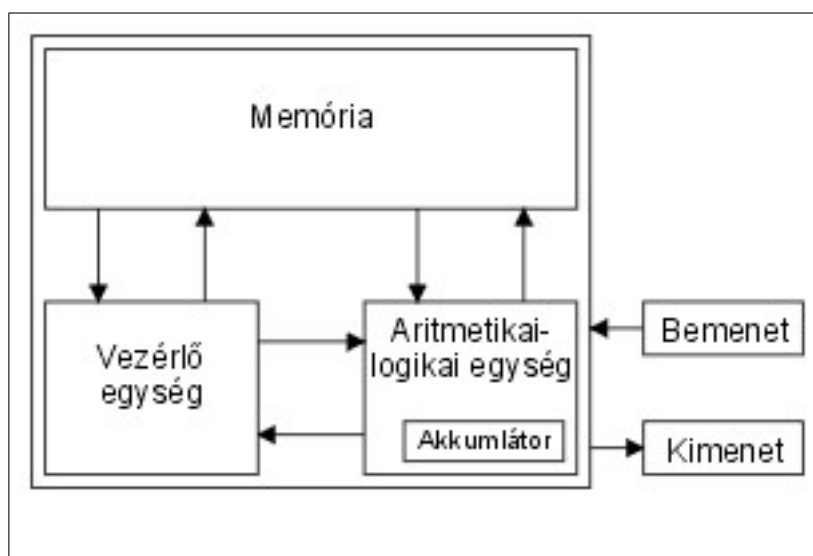 Memória
Vezérlő
egység
Aritmetikai-
logikai egység
Akkumlátor
Bemenet
Kimenet